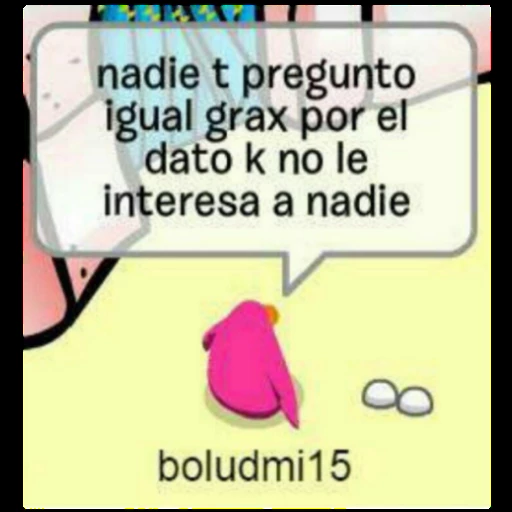 nadie t pregunto
igual grax por el
dato k no le
interesa a nadie
boludmi15